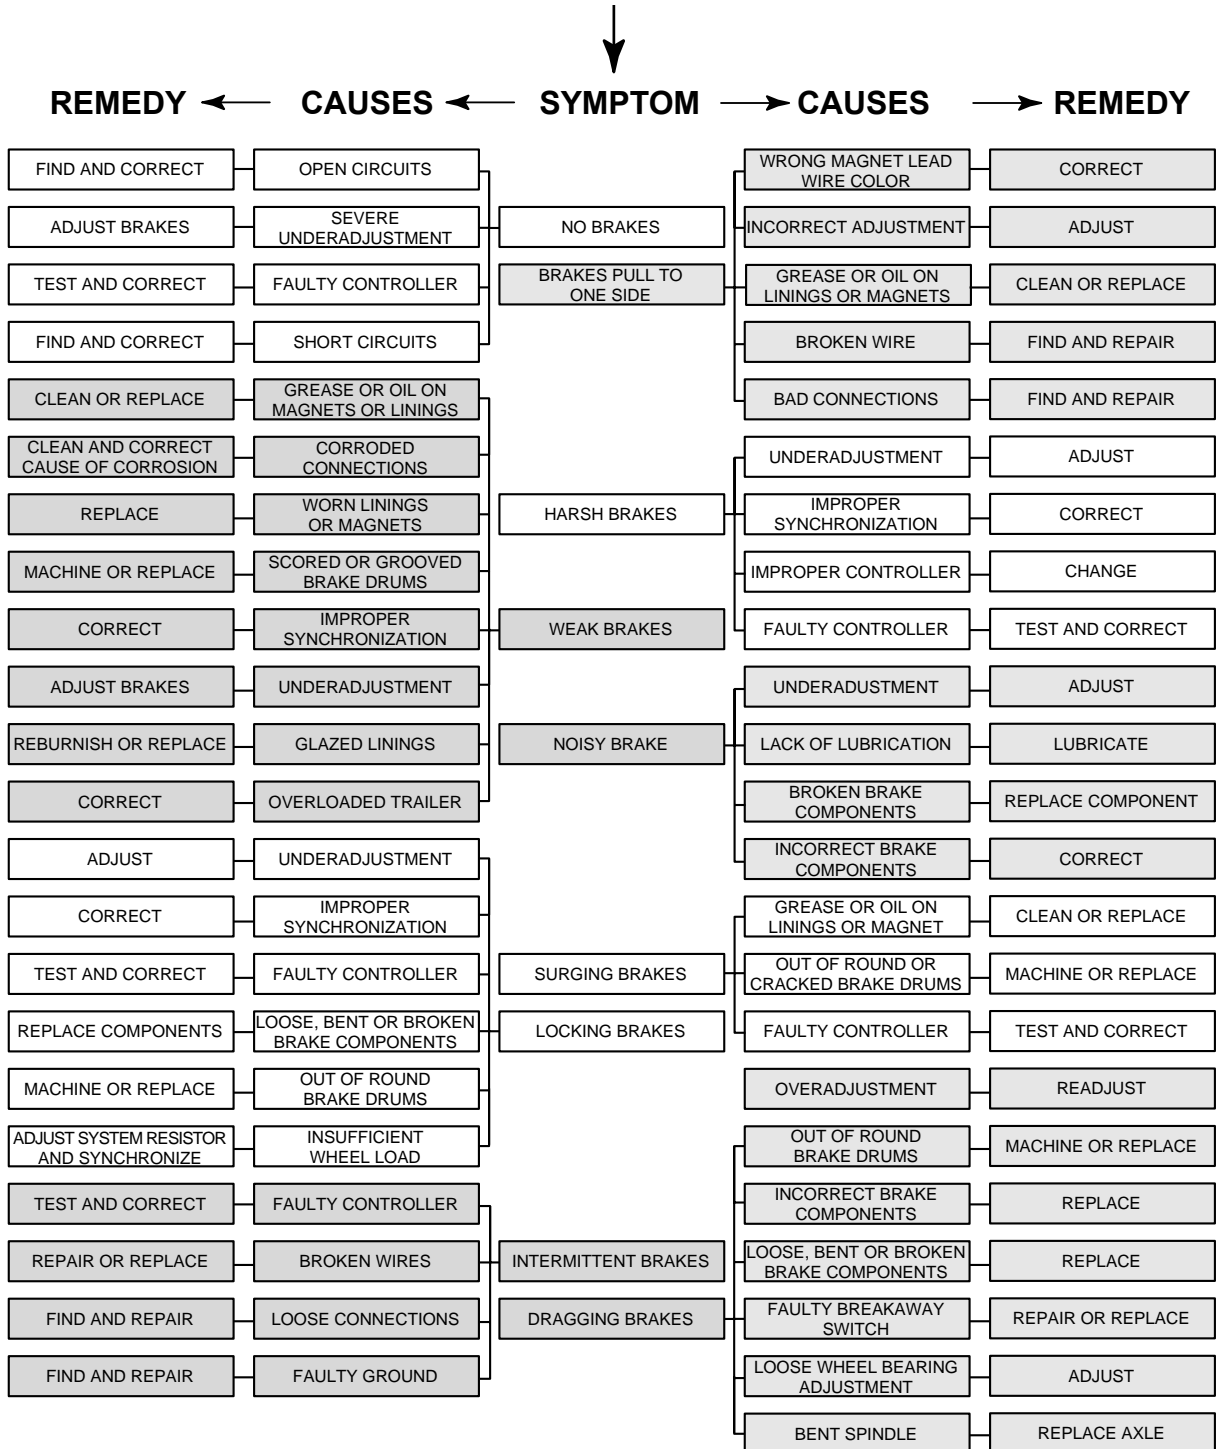 REMEDY CAUSES SYMPTOM CAUSES REMEDY
FIND AND CORRECT
OPEN CIRCUITS
WRONG MAGNET LEAD
WIRE COLOR
CORRECT
ADJUST BRAKES
SEVERE
UNDERADJUSTMENT
NO BRAKES
INCORRECT ADJUSTMENT
ADJUST
TEST AND CORRECT
FAULTY CONTROLLER
BRAKES PULL TO
ONE SIDE
GREASE OR OIL ON
LININGS OR MAGNETS
CLEAN OR REPLACE
FIND AND CORRECT
SHORT CIRCUITS
BROKEN WIRE
FIND AND REPAIR
CLEAN OR REPLACE
GREASE OR OIL ON
MAGNETS OR LININGS
BAD CONNECTIONS
FIND AND REPAIR
CLEAN AND CORRECT
CAUSE OF CORROSION
CORRODED
CONNECTIONS
UNDERADJUSTMENT
ADJUST
REPLACE
WORN LININGS
OR MAGNETS
HARSH BRAKES
IMPROPER
SYNCHRONIZATION
CORRECT
MACHINE OR REPLACE
SCORED OR GROOVED
BRAKE DRUMS
IMPROPER CONTROLLER
CHANGE
CORRECT
IMPROPER
SYNCHRONIZATION
WEAK BRAKES
FAULTY CONTROLLER
TEST AND CORRECT
ADJUST BRAKES
UNDERADJUSTMENT
UNDERADUSTMENT
ADJUST
REBURNISH OR REPLACE
GLAZED LININGS
NOISY BRAKE
LACK OF LUBRICATION
LUBRICATE
CORRECT
OVERLOADED TRAILER
BROKEN BRAKE
COMPONENTS
REPLACE COMPONENT
ADJUST
UNDERADJUSTMENT
INCORRECT BRAKE
COMPONENTS
CORRECT
CORRECT
IMPROPER
SYNCHRONIZATION
GREASE OR OIL ON
LININGS OR MAGNET
CLEAN OR REPLACE
TEST AND CORRECT
FAULTY CONTROLLER
SURGING BRAKES
OUT OF ROUND OR
CRACKED BRAKE DRUMS
MACHINE OR REPLACE
REPLACE COMPONENTS
LOOSE, BENT OR BROKEN
BRAKE COMPONENTS
LOCKING BRAKES
FAULTY CONTROLLER
TEST AND CORRECT
MACHINE OR REPLACE
OUT OF ROUND
BRAKE DRUMS
OVERADJUSTMENT
READJUST
ADJUST SYSTEM RESISTOR
AND SYNCHRONIZE
INSUFFICIENT
WHEEL LOAD
OUT OF ROUND
BRAKE DRUMS
MACHINE OR REPLACE
TEST AND CORRECT
FAULTY CONTROLLER
INCORRECT BRAKE
COMPONENTS
REPLACE
REPAIR OR REPLACE
BROKEN WIRES
INTERMITTENT BRAKES
LOOSE, BENT OR BROKEN
BRAKE COMPONENTS
REPLACE
FIND AND REPAIR
LOOSE CONNECTIONS
DRAGGING BRAKES
FAULTY BREAKAWAY
SWITCH
REPAIR OR REPLACE
FIND AND REPAIR
FAULTY GROUND
LOOSE WHEEL BEARING
ADJUSTMENT
ADJUST
BENT SPINDLE
REPLACE AXLE